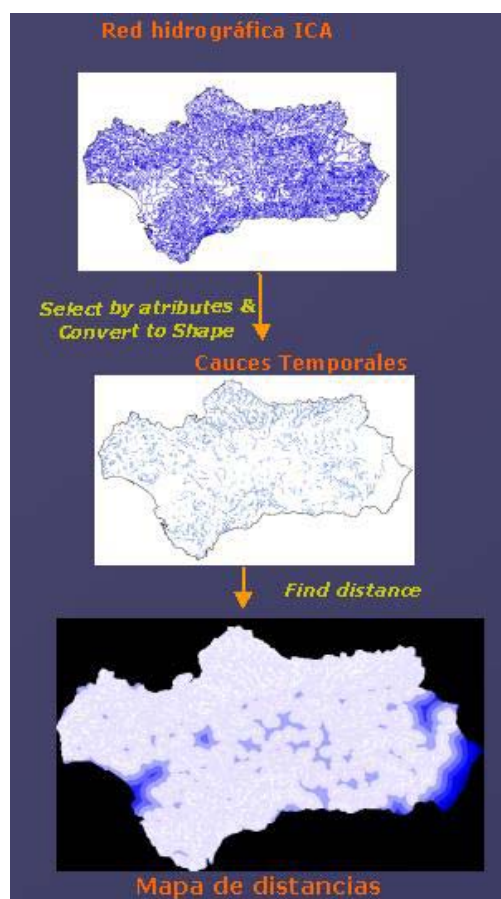 Red hidrográfica ICA
Select by atributes &
Convert to Shape
Cauces Temporales
Find distance
Mapa de distancias